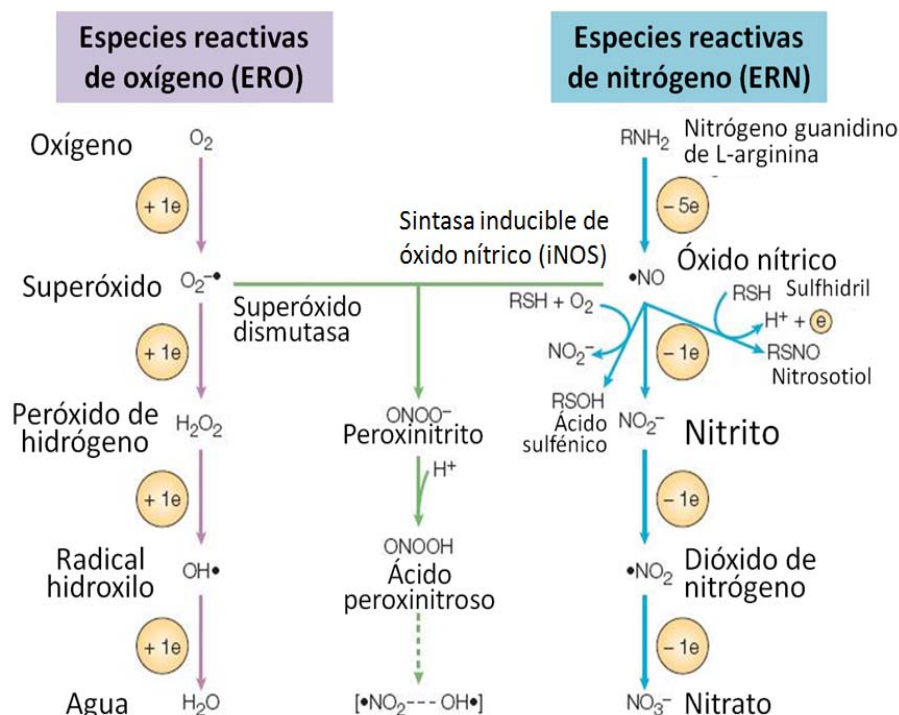 Especies reactivas
de oxígeno (ERO)
Especies reactivas
de nitrógeno (ERN)
Oxígeno
O₂
RNH₂
Nitrógeno guanidino
de L-arginina
+ 1e
- 5e
Sintasa inducible de
óxido nítrico (iNOS)
Superóxido
O₂⁻•
•NO
Óxido nítrico
Superóxido
dismutasa
RSH + O₂
RSH
Sulfhidril
H⁺ + e
+ 1e
NO₂⁻
- 1e
RSNO
Nitrosotiol
RSOH
Ácido
sulfénico
Peróxido de
hidrógeno
H₂O₂
ONOO⁻
Peroxinitrito
NO₂⁻
Nitrito
H⁺
+ 1e
- 1e
Radical
hidroxilo
OH•
ONOOH
Ácido
peroxinitroso
•NO₂
Dióxido de
nitrógeno
+ 1e
- 1e
Agua
H₂O
[•NO₂--- OH•]
NO₃⁻
Nitrato